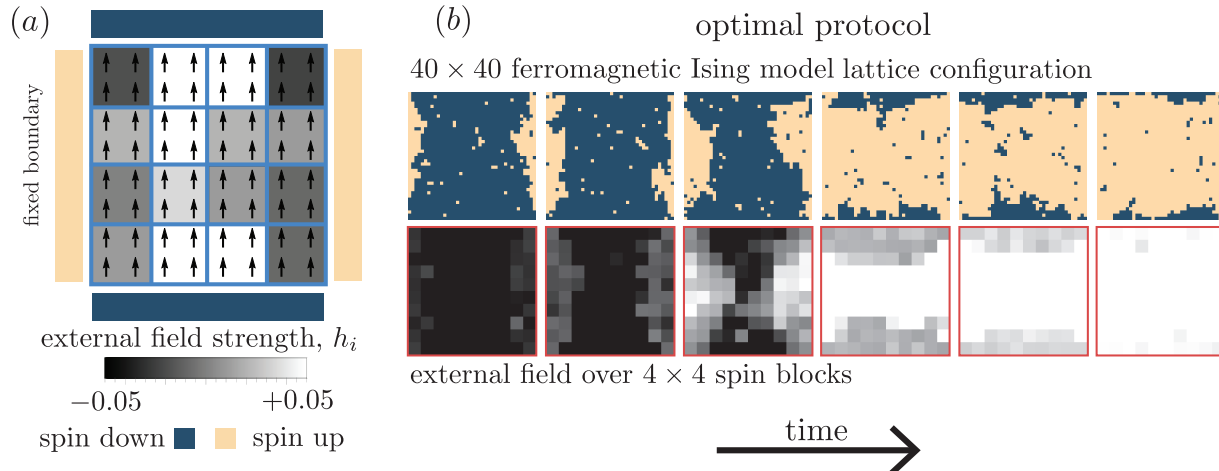 (a)
fixed boundary
external field strength, h_i
−0.05
+0.05
spin down
spin up
(b)
optimal protocol
40 × 40 ferromagnetic Ising model lattice configuration
external field over 4 × 4 spin blocks
time